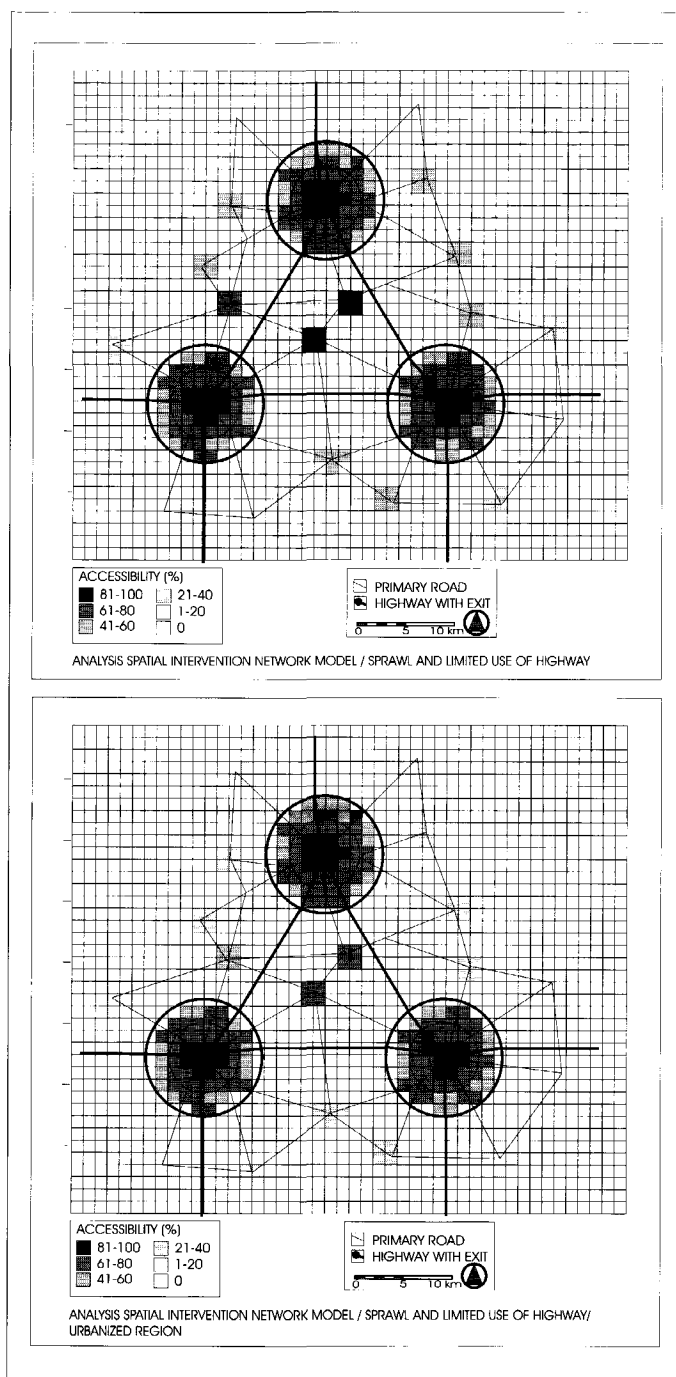 ACCESSIBILITY (%)
81-100 21-40
61-80 1-20
41-60 0
PRIMARY ROAD
HIGHWAY WITH EXIT
0 5 10 km
ANALYSIS SPATIAL INTERVENTION NETWORK MODEL / SPRAWL AND LIMITED USE OF HIGHWAY
ACCESSIBILITY (%)
81-100 21-40
61-80 1-20
41-60 0
PRIMARY ROAD
HIGHWAY WITH EXIT
0 5 10 km
ANALYSIS SPATIAL INTERVENTION NETWORK MODEL / SPRAWL AND LIMITED USE OF HIGHWAY/
URBANIZED REGION